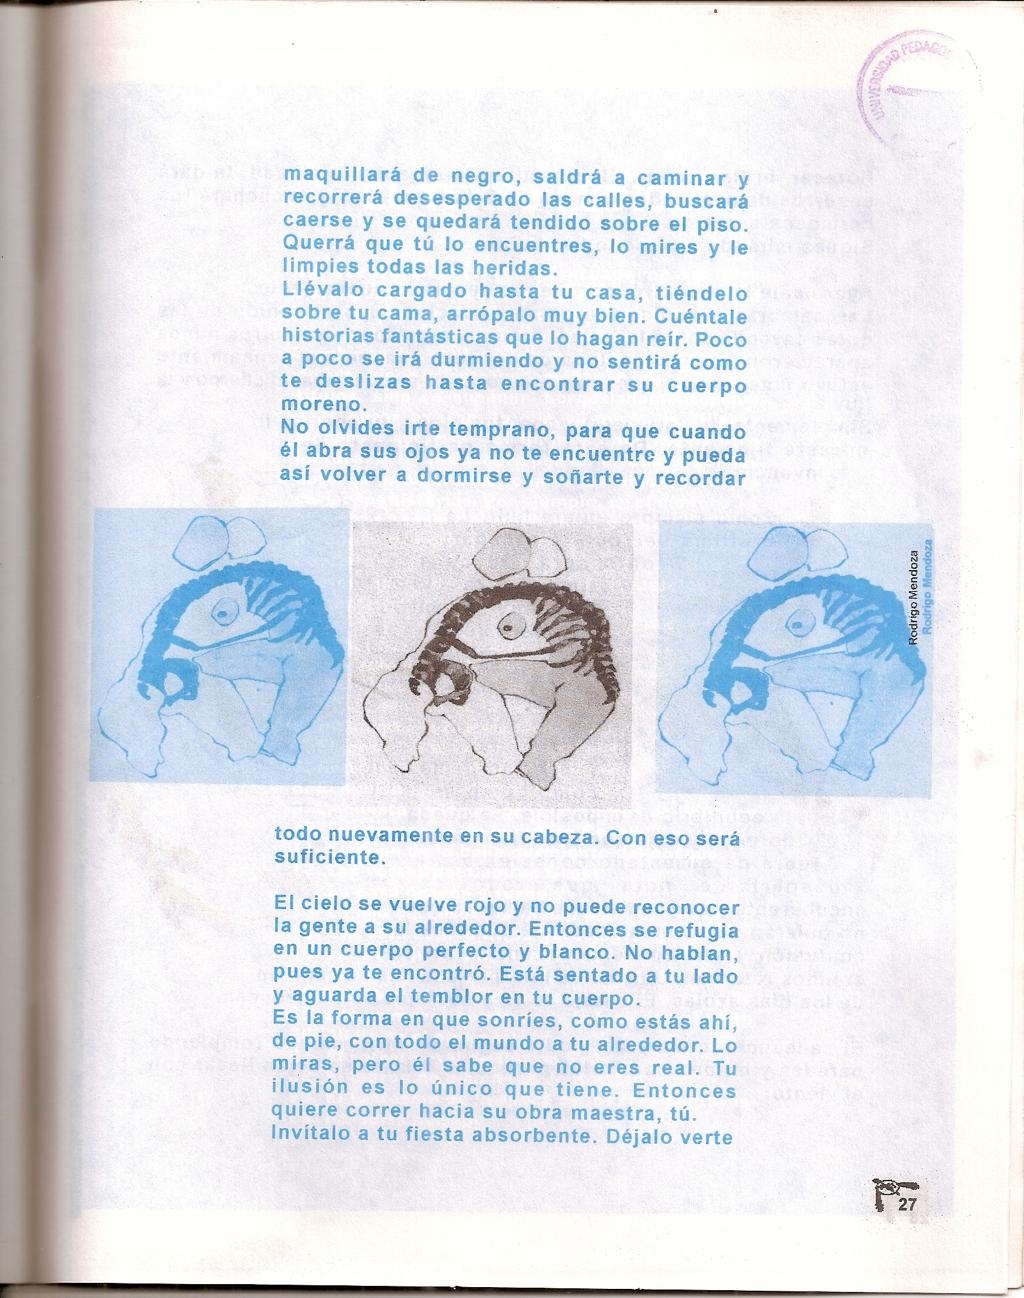 UNIVERSIDAD
maquillará de negro, saldrá a caminar y
recorrerá desesperado las calles, buscará
caerse y se quedará tendido sobre el piso.
Querrá que tú lo encuentres, lo mires y le
limpies todas las heridas.
Llévalo cargado hasta tu casa, tiéndelo
sobre tu cama, arrópalo muy bien. Cuéntale
historias fantásticas que lo hagan reír. Poco
a poco se irá durmiendo y no sentirá como
te deslizas hasta encontrar su cuerpo
moreno.
No olvides irte temprano, para que cuando
él abra sus ojos ya no te encuentre y pueda
así volver a dormirse y soñarte y recordar
Rodrigo Mendoza
Rodrigo Mendoza
todo nuevamente en su cabeza. Con eso será
suficiente.
El cielo se vuelve rojo y no puede reconocer
la gente a su alrededor. Entonces se refugia
en un cuerpo perfecto y blanco. No hablan,
pues ya te encontró. Está sentado a tu lado
y aguarda el temblor en tu cuerpo.
Es la forma en que sonríes, como estás ahí,
de pie, con todo el mundo a tu alrededor. Lo
miras, pero él sabe que no eres real. Tu
ilusión es lo único que tiene. Entonces
quiere correr hacia su obra maestra, tú.
Invítalo a tu fiesta absorbente. Déjalo verte
27